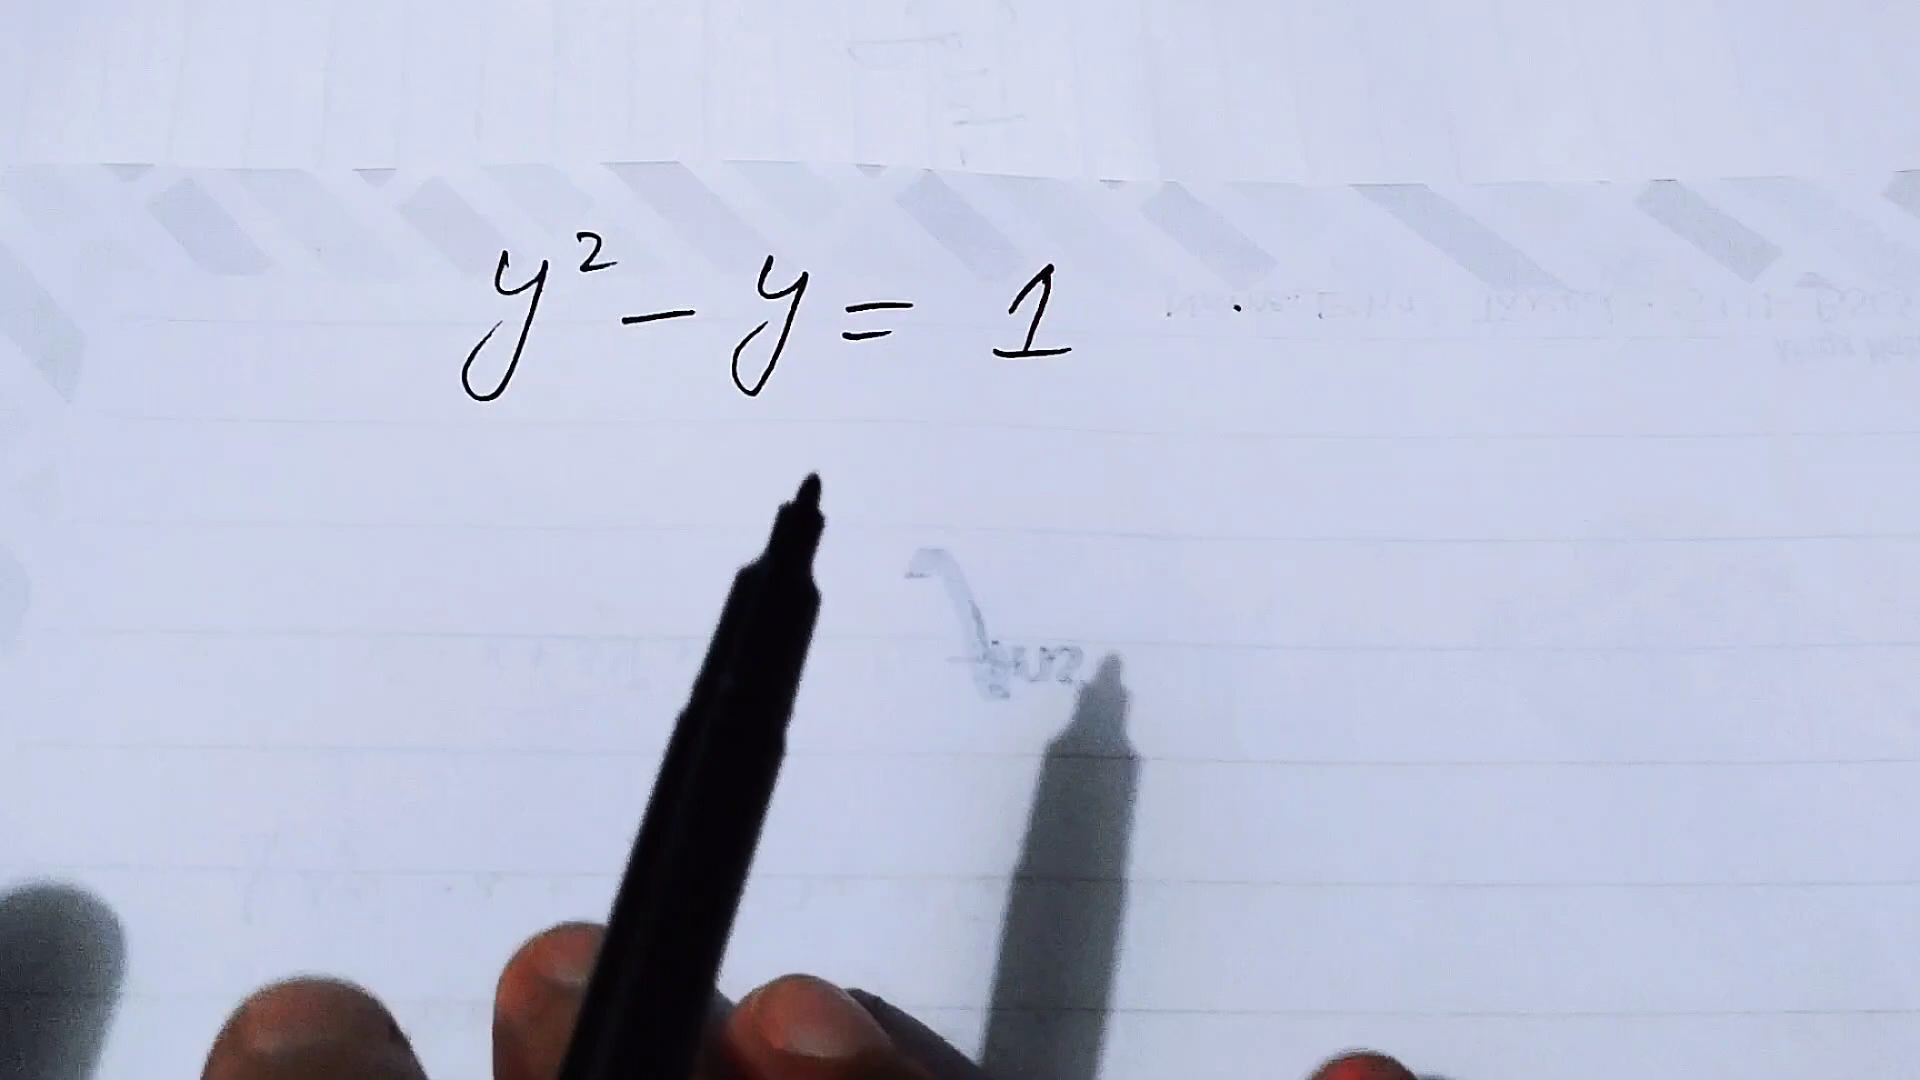 y² - y = 1